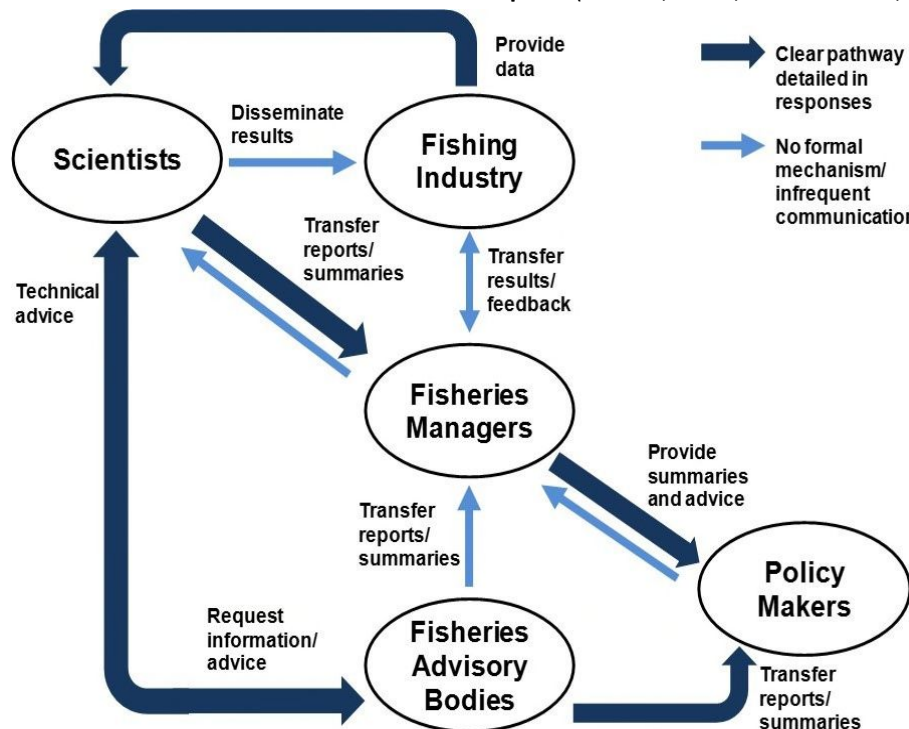 Provide
data
Clear pathway
detailed in
responses
Disseminate
results
No formal
mechanism/
infrequent
communication
Scientists
Fishing
Industry
Transfer
reports/
summaries
Transfer
results/
feedback
Technical
advice
Fisheries
Managers
Provide
summaries
and advice
Transfer
reports/
summaries
Policy
Makers
Request
information/
advice
Fisheries
Advisory
Bodies
Transfer
reports/
summaries